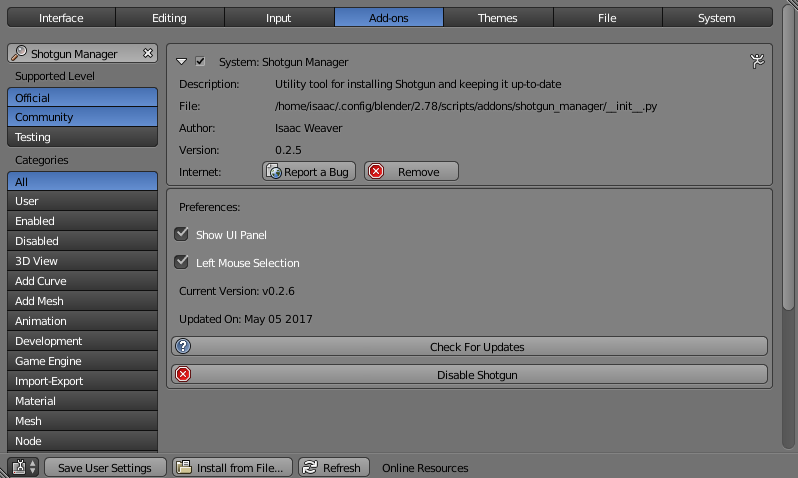 Interface Editing Input Add-ons Themes File System
Shotgun Manager
Supported Level
Official
Community
Testing
Categories
All
User
Enabled
Disabled
3D View
Add Curve
Add Mesh
Animation
Development
Game Engine
Import-Export
Material
Mesh
Node
System: Shotgun Manager
Description: Utility tool for installing Shotgun and keeping it up-to-date
File: /home/isaac/.config/blender/2.78/scripts/addons/shotgun_manager/__init__.py
Author: Isaac Weaver
Version: 0.2.5
Internet: Report a Bug Remove
Preferences:
Show UI Panel
Left Mouse Selection
Current Version: v0.2.6
Updated On: May 05 2017
Check For Updates
Disable Shotgun
Save User Settings Install from File... Refresh Online Resources